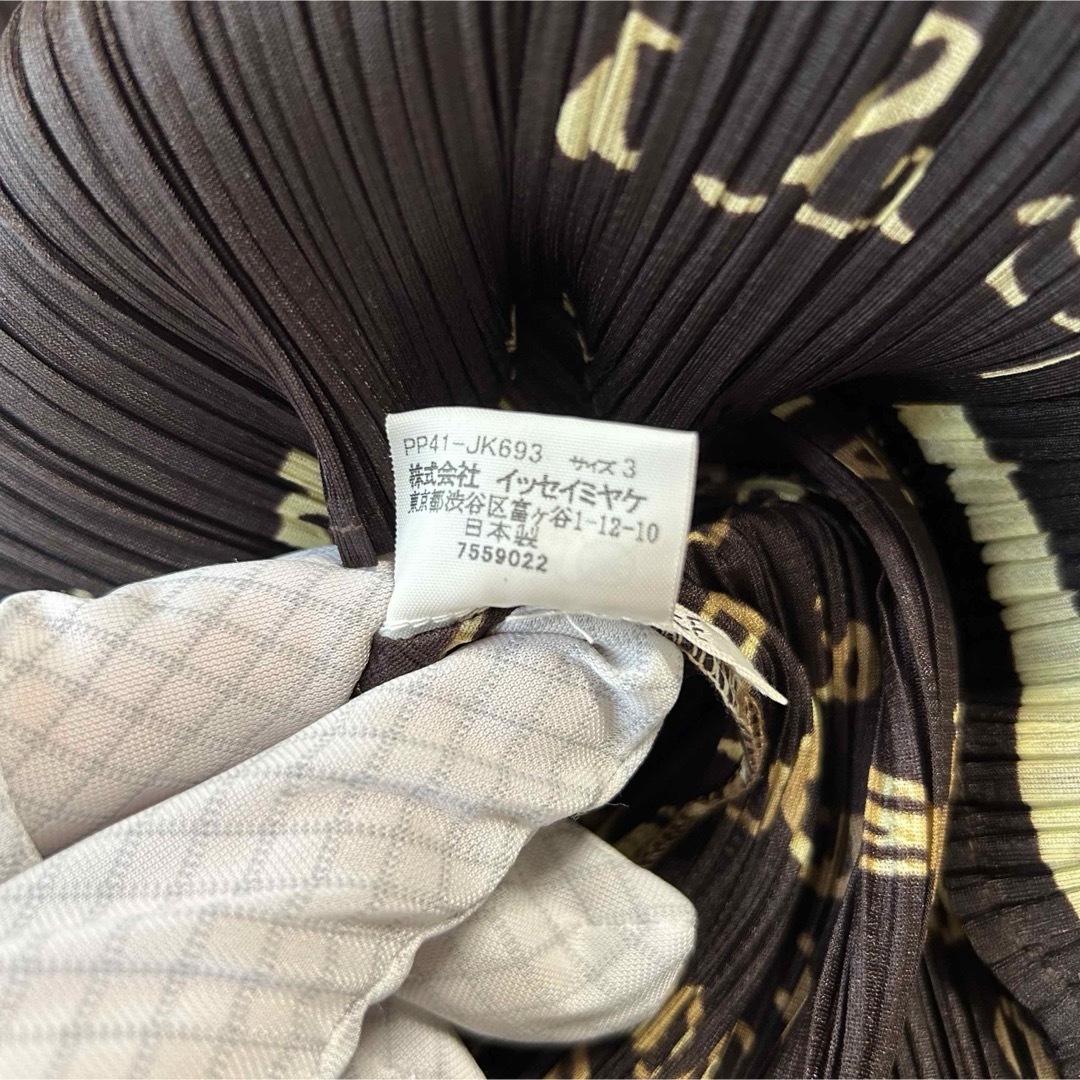 PP41-JK693 サイズ 3
株式会社 イッセイミヤケ
東京都渋谷区富ヶ谷1-12-10
日本製
7559022